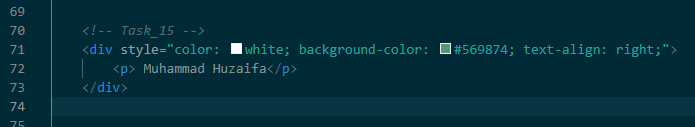 69
70 <!-- Task_15 -->
71 <div style="color: white; background-color: #569874; text-align: right;">
72 <p> Muhammad Huzaifa</p>
73 </div>
74
75